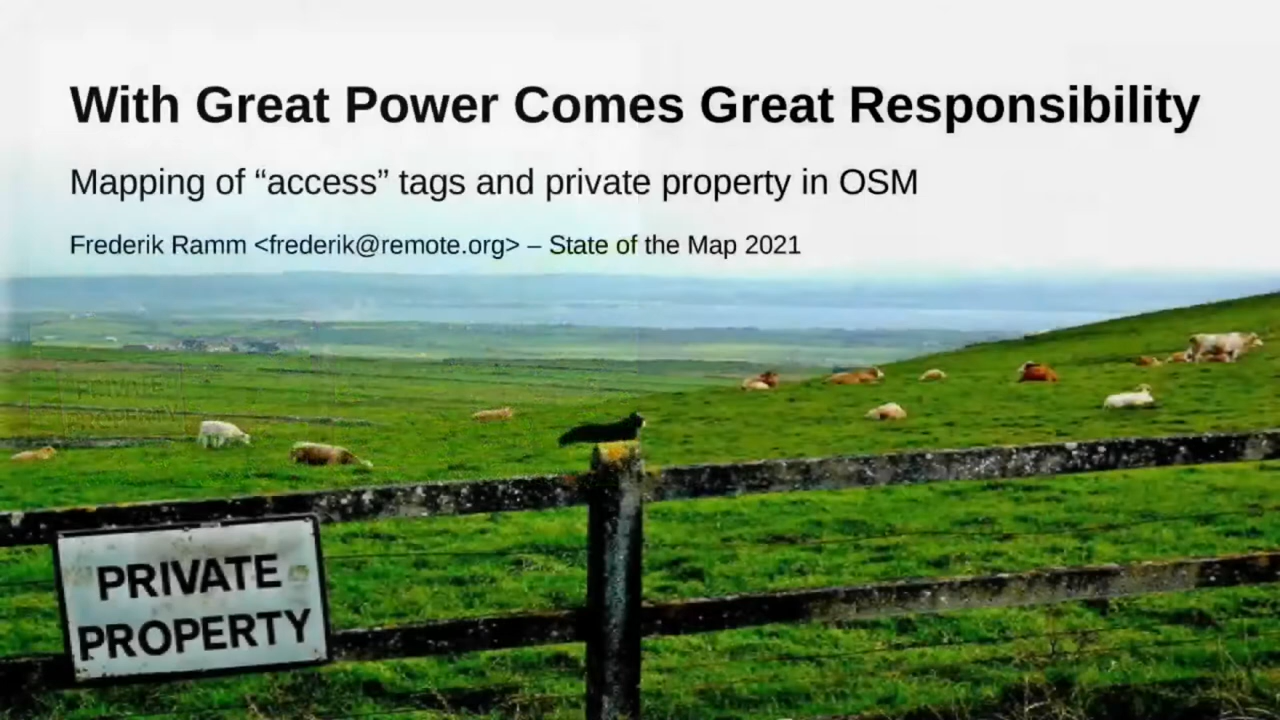 With Great Power Comes Great Responsibility
Mapping of “access” tags and private property in OSM
Frederik Ramm <frederik@remote.org> – State of the Map 2021
PRIVATE
PROPERTY